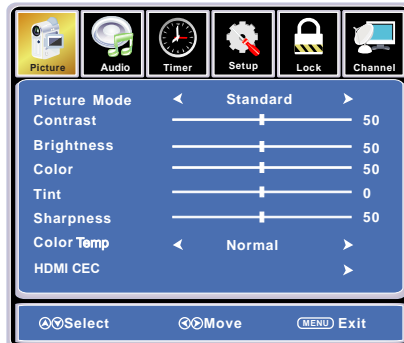 Picture Audio Timer Setup Lock Channel
Picture Mode Standard
Contrast 50
Brightness 50
Color 50
Tint 0
Sharpness 50
Color Temp Normal
HDMI CEC
Select Move MENU Exit